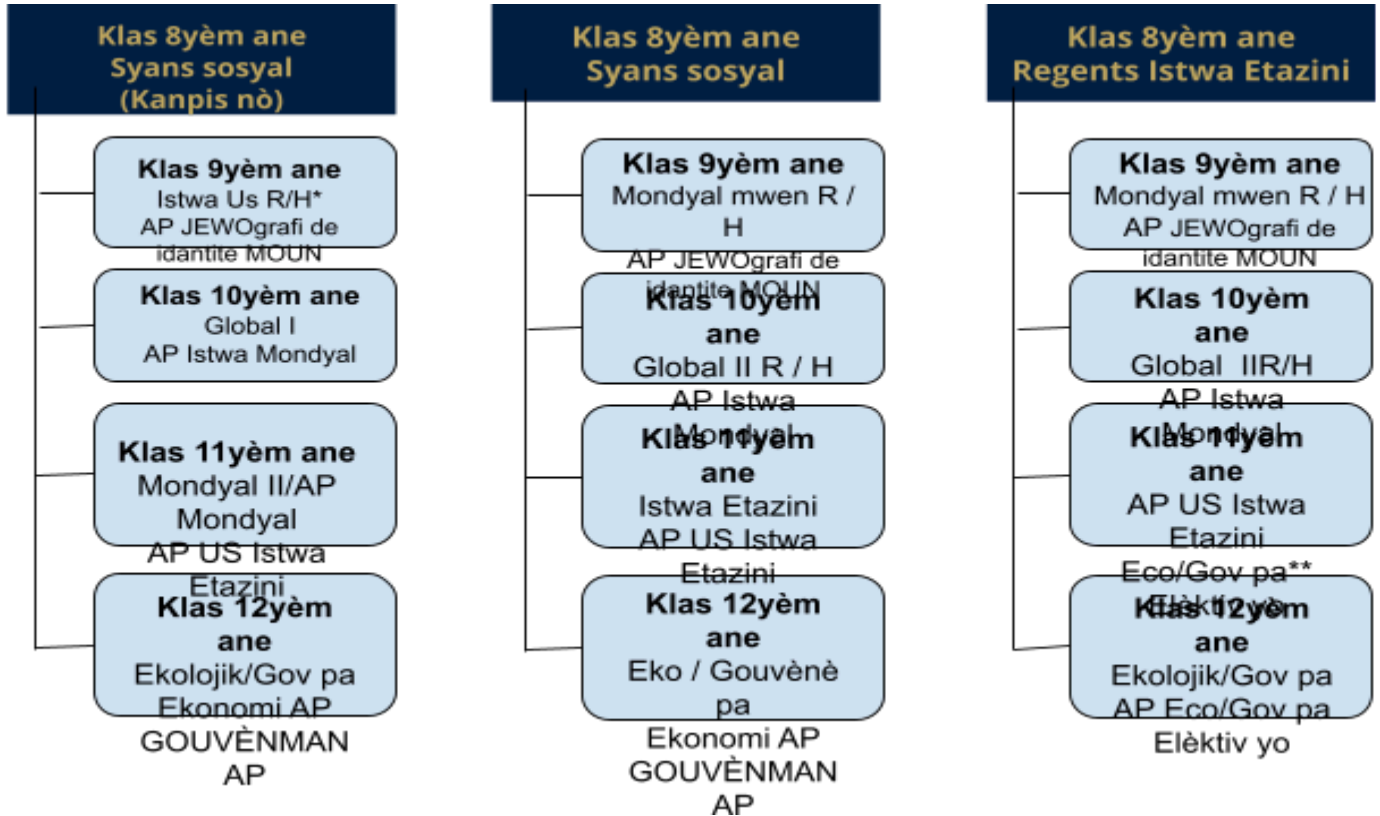 Klas 8yèm ane
Syans sosyal
(Kanpis nò)
Klas 9yèm ane
Istwa Us R/H*
AP JEWOgrafi de
idantite MOUN
Klas 10yèm ane
Global I
AP Istwa Mondyal
Klas 11yèm ane
Mondyal II/AP
Mondyal
AP US Istwa
Etazini
Klas 12yèm
ane
Ekolojik/Gov pa
Ekonomi AP
GOUVÈNMAN
AP
Klas 8yèm ane
Syans sosyal
Klas 9yèm ane
Mondyal mwen R /
H
AP JEWOgrafi de
idantite MOUN
Klas 10yèm
ane
Global II R / H
AP Istwa
Mondyal
Klas 11yèm
ane
Istwa Etazini
AP US Istwa
Etazini
Klas 12yèm
ane
Eko / Gouvènè
pa
Ekonomi AP
GOUVÈNMAN
AP
Klas 8yèm ane
Regents Istwa Etazini
Klas 9yèm ane
Mondyal mwen R / H
AP JEWOgrafi de
idantite MOUN
Klas 10yèm
ane
Global IIR/H
AP Istwa
Mondyal
Klas 11yèm
ane
AP US Istwa
Etazini
Eco/Gov pa**
Elèktiv yo
Klas 12yèm
ane
Ekolojik/Gov pa
AP Eco/Gov pa
Elèktiv yo